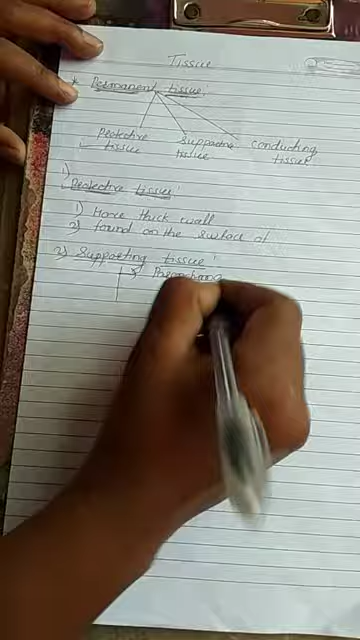 Tissue
* Permanent tissue:
Protective Supporting conducting
tissue tissue tissue
1)
Protective tissue:
1) Have thick wall
2) found on the surface of
2) Supporting tissue: